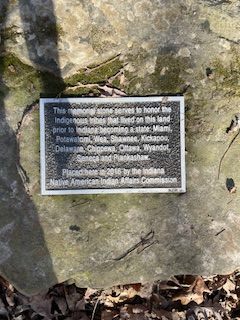 This memorial stone serves to honor the
Indigenous tribes that lived on this land
prior to Indiana becoming a state: Miami,
Potawatomi, Wea, Shawnee, Kickapoo,
Delaware, Chippewa, Ottawa, Wyandot,
Seneca and Piankashaw.
Placed here in 2016 by the Indiana
Native American Indian Affairs Commission